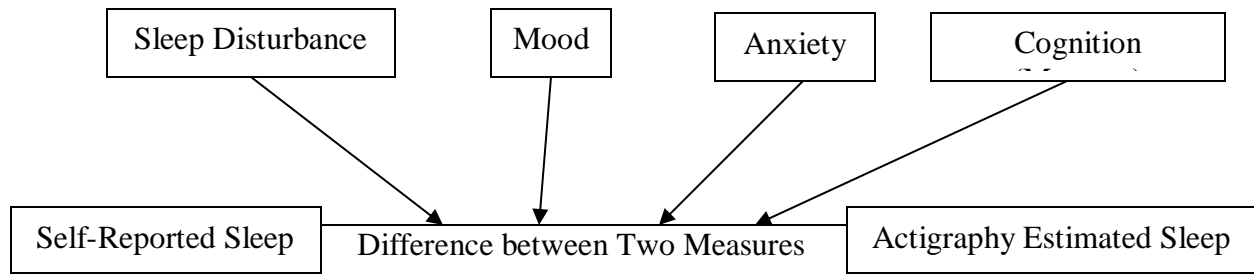 Sleep Disturbance
Mood
Anxiety
Cognition
Self-Reported Sleep
Difference between Two Measures
Actigraphy Estimated Sleep